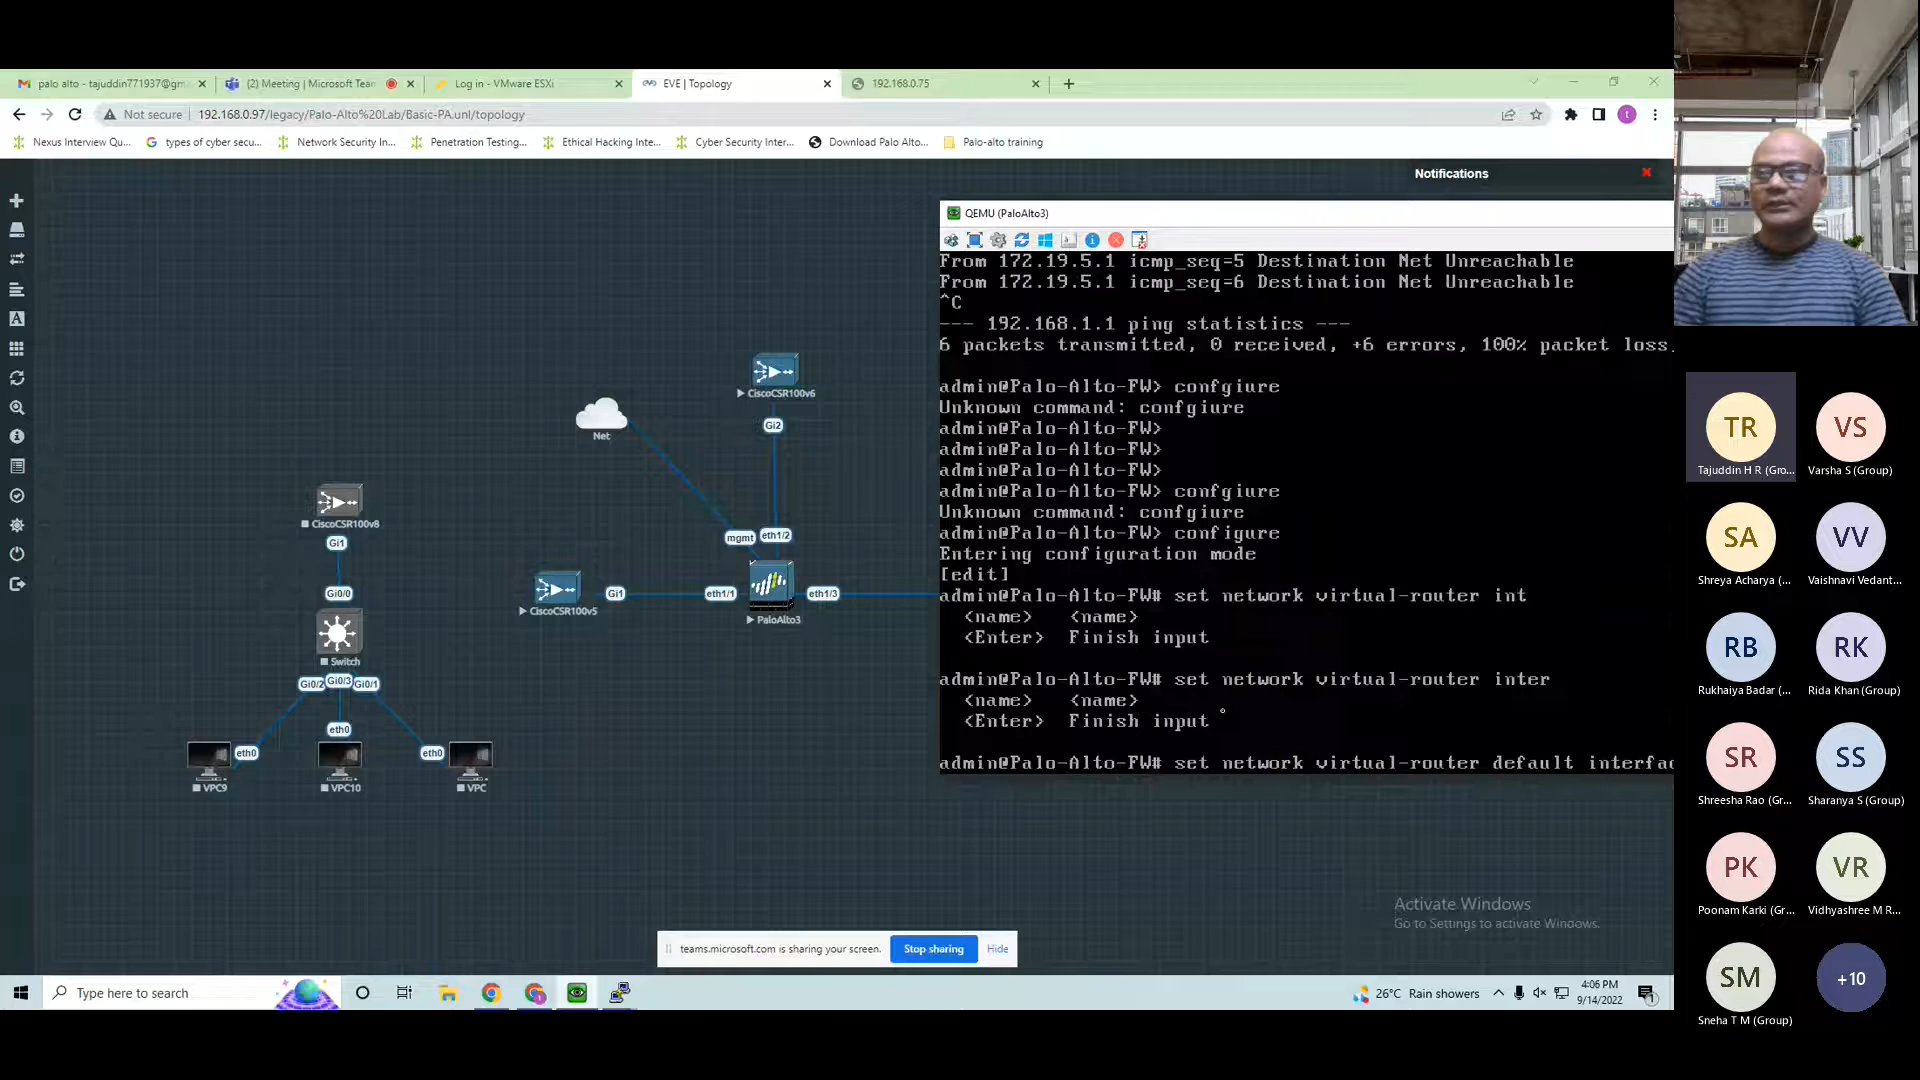 palo alto - tajuddin771937@gm
(2) Meeting | Microsoft Team
Log in - VMware ESXi
EVE | Topology
192.168.0.75
Not secure
192.168.0.97/legacy/Palo-Alto%20Lab/Basic-PA.unl/topology
t
Nexus Interview Qu...
types of cyber secu...
Network Security In...
Penetration Testing...
Ethical Hacking Inte...
Cyber Security Inter...
Download Palo Alto...
Palo-alto training
Notifications
QEMU (PaloAlto3)
From 172.19.5.1 icmp_seq=5 Destination Net Unreachable
From 172.19.5.1 icmp_seq=6 Destination Net Unreachable
^C
--- 192.168.1.1 ping statistics ---
6 packets transmitted, 0 received, +6 errors, 100% packet loss,
admin@Palo-Alto-FW> confgiure
Unknown command: confgiure
admin@Palo-Alto-FW>
admin@Palo-Alto-FW>
admin@Palo-Alto-FW>
admin@Palo-Alto-FW> confgiure
Unknown command: confgiure
admin@Palo-Alto-FW> configure
Entering configuration mode
[edit]
admin@Palo-Alto-FW# set network virtual-router int
<name> <name>
<Enter> Finish input
admin@Palo-Alto-FW# set network virtual-router inter
<name> <name>
<Enter> Finish input
admin@Palo-Alto-FW# set network virtual-router default interfac
CiscoCSR100v6
Gi2
Net
mgmt
eth1/2
CiscoCSR100v5
Gi1
eth1/1
eth1/3
PaloAlto3
CiscoCSR100v8
Gi1
Gi0/0
Switch
Gi0/2
Gi0/3
Gi0/1
eth0
eth0
eth0
VPC9
VPC10
VPC
Activate Windows
Go to Settings to activate Windows.
teams.microsoft.com is sharing your screen.
Stop sharing
Hide
Type here to search
26°C Rain showers
4:06 PM
9/14/2022
1
TR
Tajuddin H R (Gro...
VS
Varsha S (Group)
SA
Shreya Acharya (...
VV
Vaishnavi Vedant...
RB
Rukhaiya Badar (...
RK
Rida Khan (Group)
SR
Shreesha Rao (Gr...
SS
Sharanya S (Group)
PK
Poonam Karki (Gr...
VR
Vidhyashree M R...
SM
Sneha T M (Group)
+10